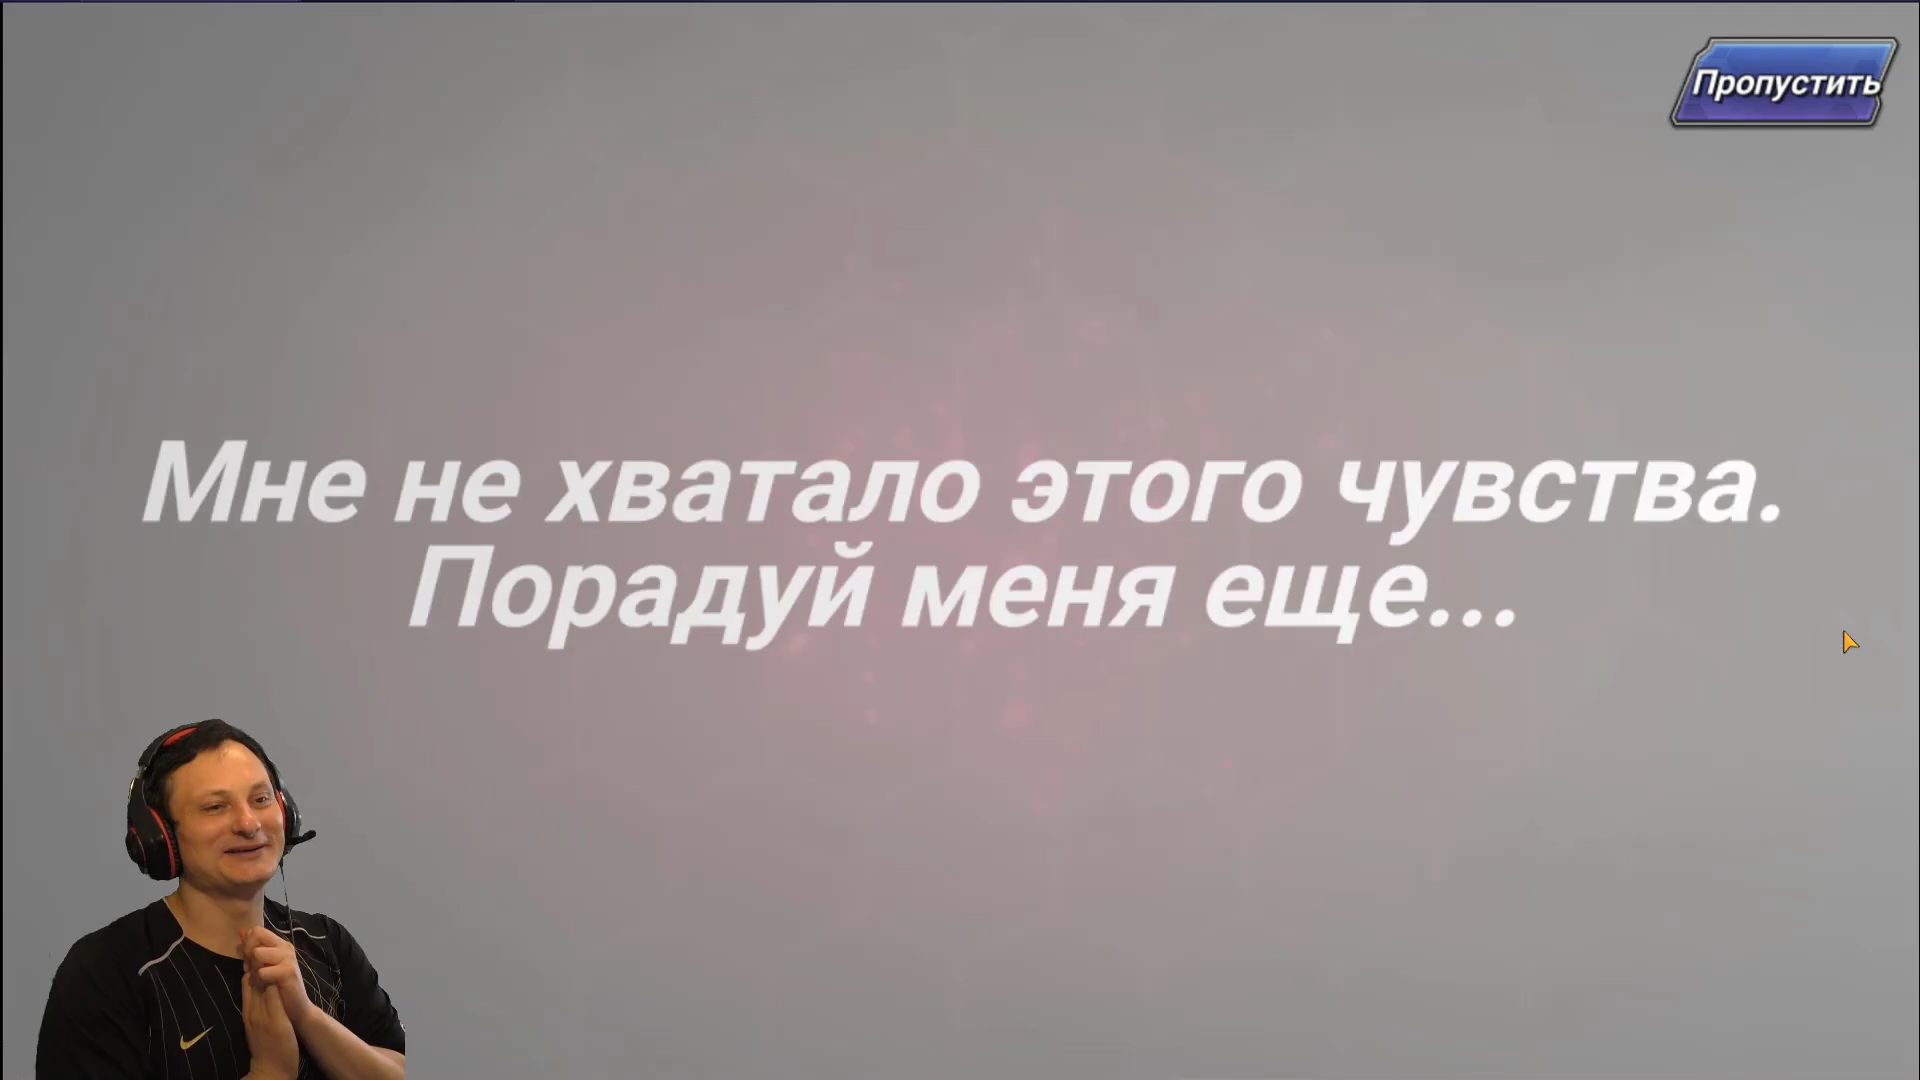 Пропустить
Мне не хватало этого чувства.
Порадуй меня еще...